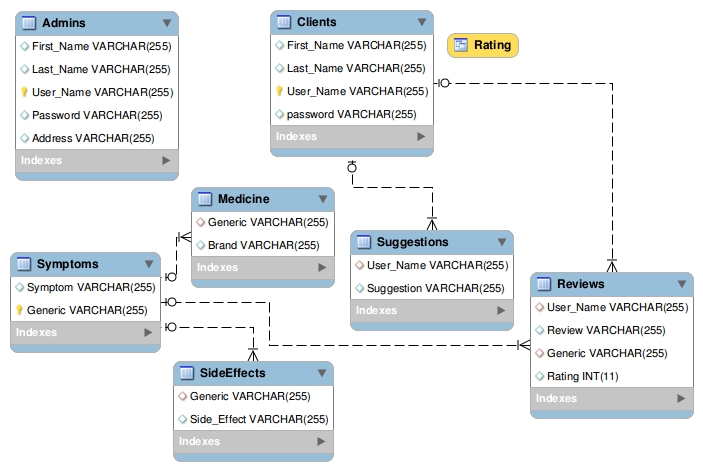 Admins
First_Name VARCHAR(255)
Last_Name VARCHAR(255)
User_Name VARCHAR(255)
Password VARCHAR(255)
Address VARCHAR(255)
Indexes
Clients
First_Name VARCHAR(255)
Last_Name VARCHAR(255)
User_Name VARCHAR(255)
password VARCHAR(255)
Indexes
Rating
Medicine
Generic VARCHAR(255)
Brand VARCHAR(255)
Indexes
Symptoms
Symptom VARCHAR(255)
Generic VARCHAR(255)
Indexes
Suggestions
User_Name VARCHAR(255)
Suggestion VARCHAR(255)
Indexes
Reviews
User_Name VARCHAR(255)
Review VARCHAR(255)
Generic VARCHAR(255)
Rating INT(11)
Indexes
SideEffects
Generic VARCHAR(255)
Side_Effect VARCHAR(255)
Indexes